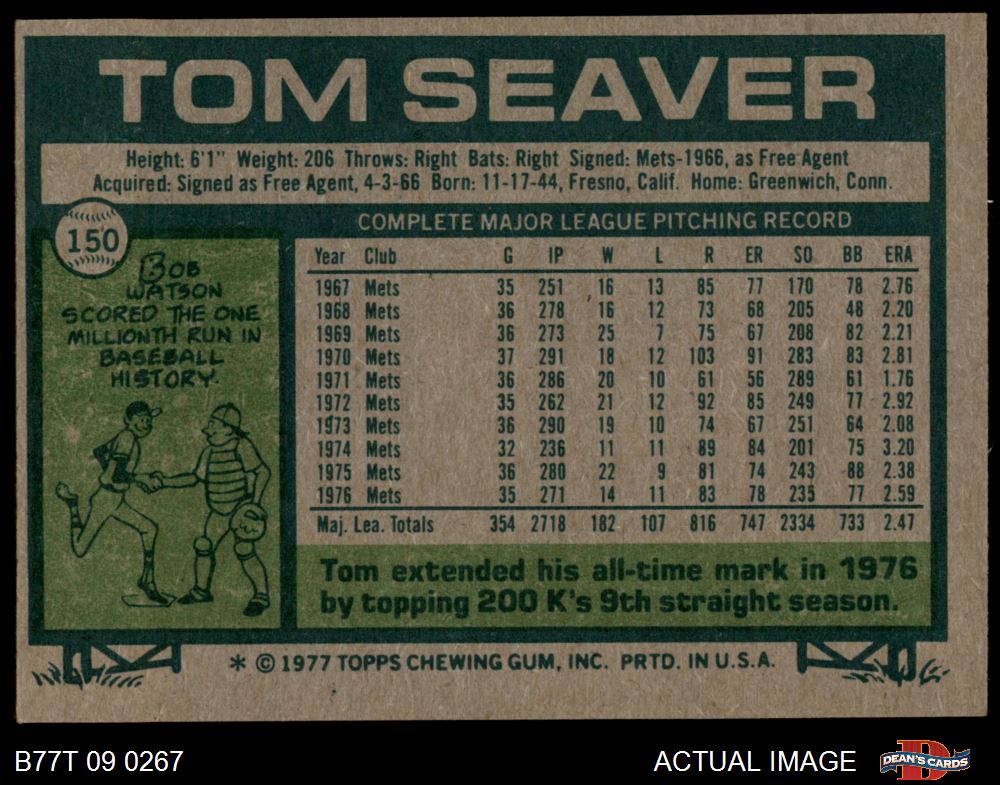 TOM SEAVER
Height: 6'1" Weight: 206 Throws: Right Bats: Right Signed: Mets-1966, as Free Agent
Acquired: Signed as Free Agent, 4-3-66 Born: 11-17-44, Fresno, Calif. Home: Greenwich, Conn.
150
BOB
WATSON
SCORED THE ONE
MILLIONTH RUN IN
BASEBALL
HISTORY.
COMPLETE MAJOR LEAGUE PITCHING RECORD
Year Club G IP W L R ER SO BB ERA
1967 Mets 35 251 16 13 85 77 170 78 2.76
1968 Mets 36 278 16 12 73 68 205 48 2.20
1969 Mets 36 273 25 7 75 67 208 82 2.21
1970 Mets 37 291 18 12 103 91 283 83 2.81
1971 Mets 36 286 20 10 61 56 289 61 1.76
1972 Mets 35 262 21 12 92 85 249 77 2.92
1973 Mets 36 290 19 10 74 67 251 64 2.08
1974 Mets 32 236 11 11 89 84 201 75 3.20
1975 Mets 36 280 22 9 81 74 243 88 2.38
1976 Mets 35 271 14 11 83 78 235 77 2.59
Maj. Lea. Totals 354 2718 182 107 816 747 2334 733 2.47
Tom extended his all-time mark in 1976
by topping 200 K's 9th straight season.
* © 1977 TOPPS CHEWING GUM, INC. PRTD. IN U.S.A.
B77T 09 0267
ACTUAL IMAGE
DEAN'S CARDS